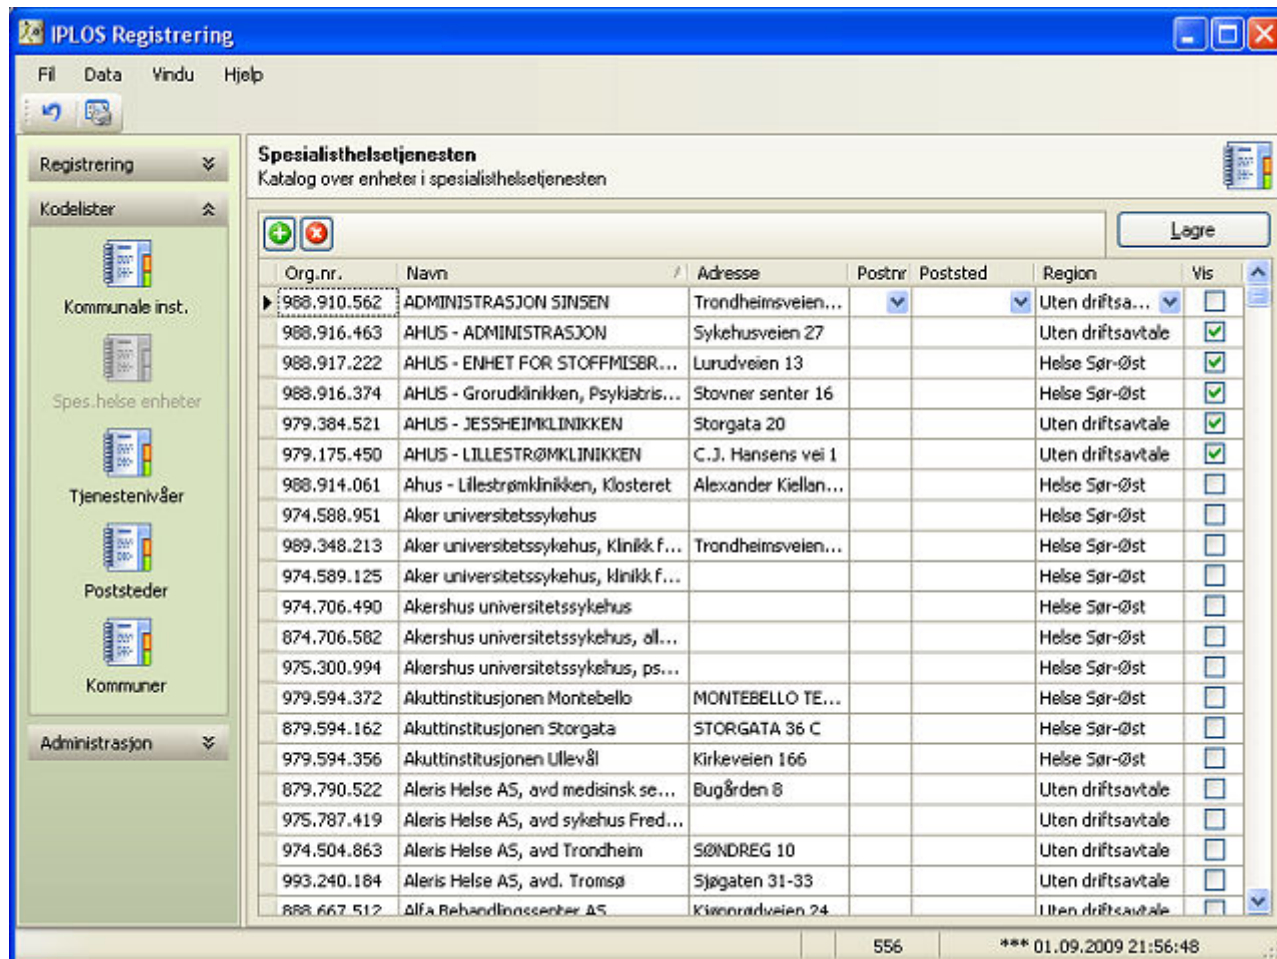 IPLOS Registrering
Fil Data Vindu Hjelp
Registrering
Kodelister
Kommunale inst.
Spes.helse enheter
Tjenestenivåer
Poststeder
Kommuner
Administrasjon
Spesialisthelsetjenesten
Katalog over enheter i spesialisthelsetjenesten
Lagre
Org.nr. Navn Adresse Postnr Poststed Region Vis
988.910.562 ADMINISTRASJON SINSEN Trondheimsveien... Uten driftsa...
988.916.463 AHUS - ADMINISTRASJON Sykehusveien 27 Uten driftsavtale
988.917.222 AHUS - ENHET FOR STOFFMISBR... Lurudveien 13 Helse Sør-Øst
988.916.374 AHUS - Grorudklinikken, Psykiatris... Stovner senter 16 Helse Sør-Øst
979.384.521 AHUS - JESSHEIMKLINIKKEN Storgata 20 Uten driftsavtale
979.175.450 AHUS - LILLESTRØMKLINIKKEN C.J. Hansens vei 1 Uten driftsavtale
988.914.061 Ahus - Lillestrømklinikken, Klosteret Alexander Kiellan... Helse Sør-Øst
974.588.951 Aker universitetssykehus Helse Sør-Øst
989.348.213 Aker universitetssykehus, Klinikk f... Trondheimsveien... Helse Sør-Øst
974.589.125 Aker universitetssykehus, klinikk f... Helse Sør-Øst
974.706.490 Akershus universitetssykehus Helse Sør-Øst
874.706.582 Akershus universitetssykehus, all... Helse Sør-Øst
975.300.994 Akershus universitetssykehus, ps... Helse Sør-Øst
979.594.372 Akuttinstitusjonen Montebello MONTEBELLO TE... Helse Sør-Øst
879.594.162 Akuttinstitusjonen Storgata STORGATA 36 C Helse Sør-Øst
979.594.356 Akuttinstitusjonen Ullevål Kirkeveien 166 Helse Sør-Øst
879.790.522 Aleris Helse AS, avd medisinsk se... Bugården 8 Uten driftsavtale
975.787.419 Aleris Helse AS, avd sykehus Fred... Uten driftsavtale
974.504.863 Aleris Helse AS, avd Trondheim SØNDREG 10 Uten driftsavtale
993.240.184 Aleris Helse AS, avd. Tromsø Sjøgaten 31-33 Uten driftsavtale
888.667.512 Alfa Behandlingssenter AS Kjønnrødveien 24 Uten driftsavtale
556 *** 01.09.2009 21:56:48